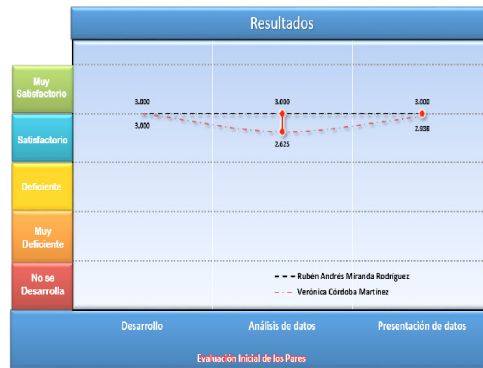 Resultados
Muy
Satisfactorio
Satisfactorio
Deficiente
Muy
Deficiente
No se
Desarrolla
3.000
3.000
3.000
3.000
2.625
2.938
Rubén Andrés Miranda Rodríguez
Verónica Córdoba Martínez
Desarrollo
Análisis de datos
Presentación de datos
Evaluación Inicial de los Pares